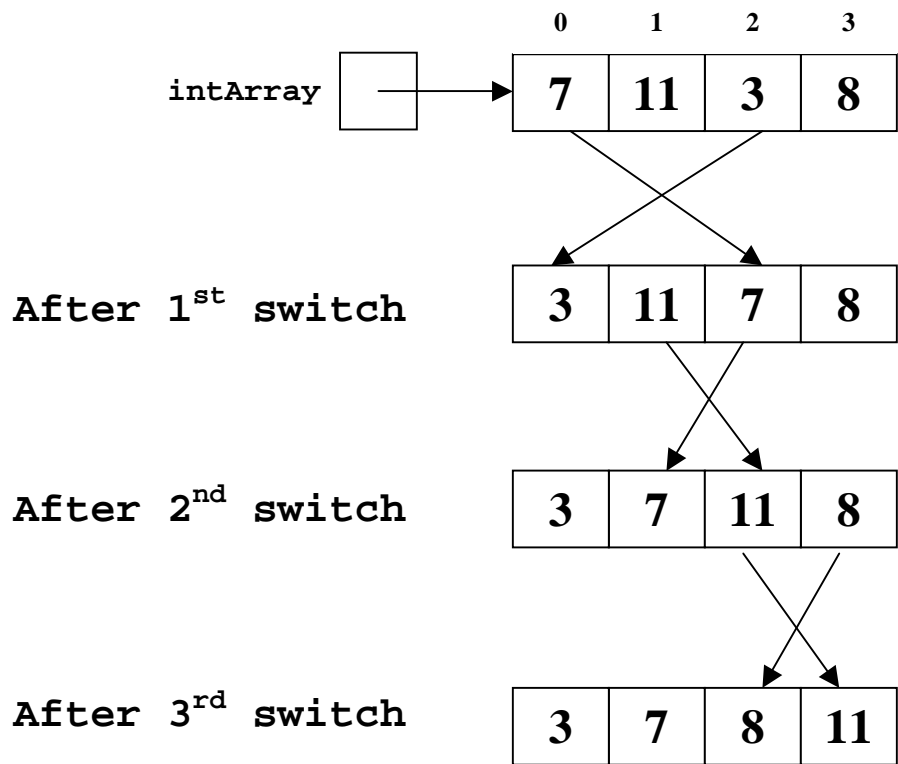 0 1 2 3
intArray 7 11 3 8
After 1st switch 3 11 7 8
After 2nd switch 3 7 11 8
After 3rd switch 3 7 8 11